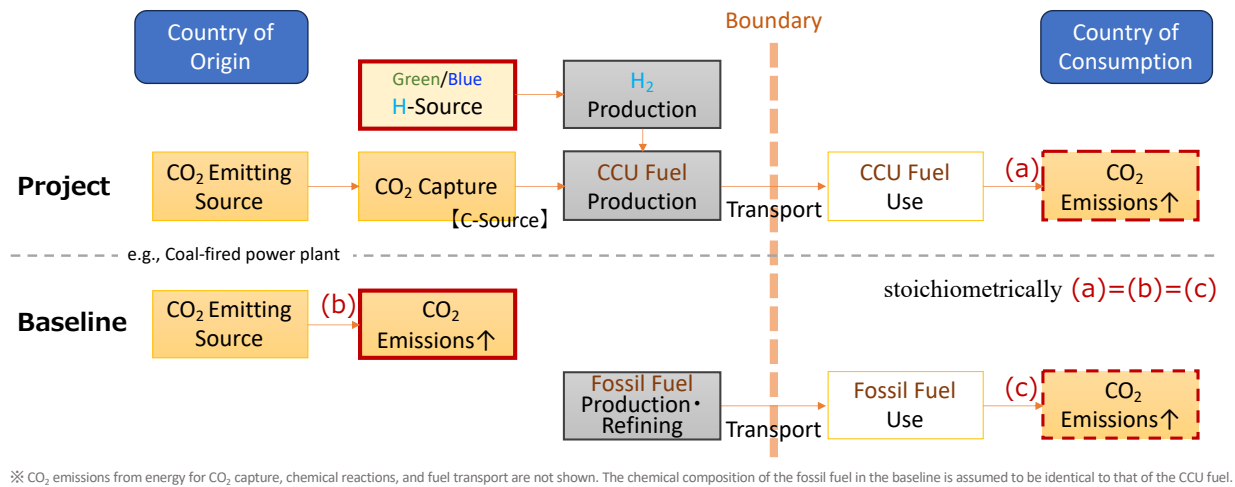 Country of
Origin
Boundary
Country of
Consumption
Green/Blue
H-Source
H₂
Production
Project
CO₂ Emitting
Source
CO₂ Capture
【C-Source】
CCU Fuel
Production
Transport
CCU Fuel
Use
(a)
CO₂
Emissions↑
e.g., Coal-fired power plant
stoichiometrically (a)=(b)=(c)
Baseline
CO₂ Emitting
Source
(b)
CO₂
Emissions↑
Fossil Fuel
Production・
Refining
Transport
Fossil Fuel
Use
(c)
CO₂
Emissions↑
※ CO₂ emissions from energy for CO₂ capture, chemical reactions, and fuel transport are not shown. The chemical composition of the fossil fuel in the baseline is assumed to be identical to that of the CCU fuel.